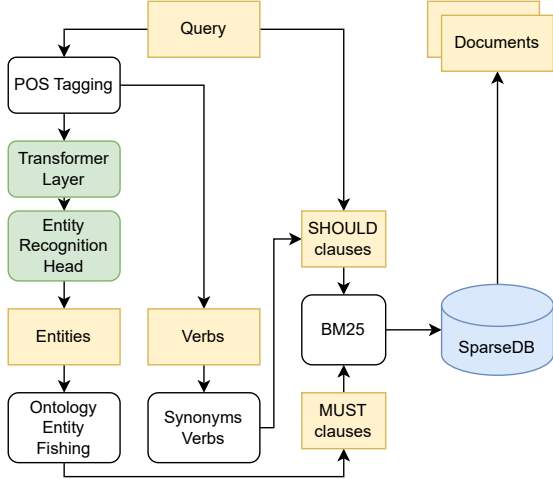 Query
Documents
POS Tagging
Transformer
Layer
Entity
Recognition
Head
SHOULD
clauses
Entities
Verbs
BM25
SparseDB
Ontology
Entity
Fishing
Synonyms
Verbs
MUST
clauses